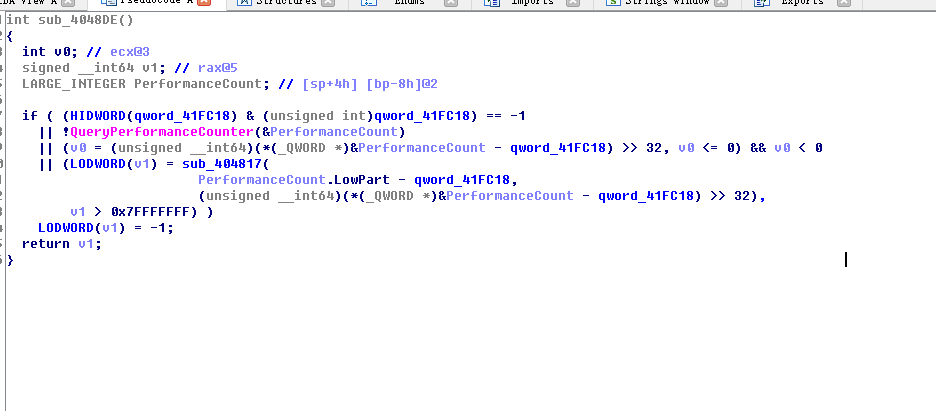 IDA View A Pseudocode A Structures Enums Imports Strings window Exports
int sub_4048DE()
{
int v0; // ecx@3
signed __int64 v1; // rax@5
LARGE_INTEGER PerformanceCount; // [sp+4h] [bp-8h]@2
if ( (HIDWORD(qword_41FC18) & (unsigned int)qword_41FC18) == -1
|| !QueryPerformanceCounter(&PerformanceCount)
|| (v0 = (unsigned __int64)(*(_QWORD *)&PerformanceCount - qword_41FC18) >> 32, v0 <= 0) && v0 < 0
|| (LODWORD(v1) = sub_404817(
PerformanceCount.LowPart - qword_41FC18,
(unsigned __int64)(*(_QWORD *)&PerformanceCount - qword_41FC18) >> 32),
v1 > 0x7FFFFFFF) )
LODWORD(v1) = -1;
return v1;
}